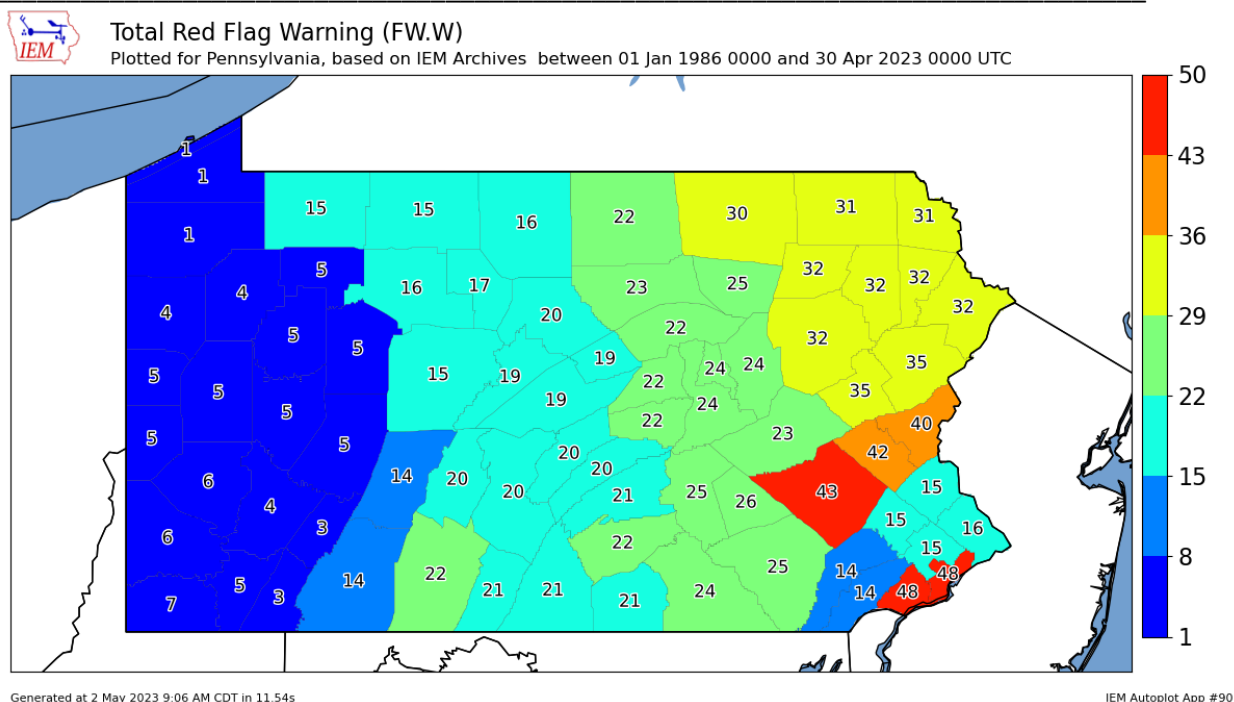 IEM
Total Red Flag Warning (FW.W)
Plotted for Pennsylvania, based on IEM Archives  between 01 Jan 1986 0000 and 30 Apr 2023 0000 UTC
50
43
36
29
22
15
8
1
1
1
1
15 15 16 22 30 31 31
4 4 5 16 17 20 23 25 32 32 32 32
5 5 5 5 15 19 19 19 22 22 24 24 32 35 35
5 5 5 22 24 23 42 40
6 4 3 14 20 20 20 20 21 25 26 43 15 15 16
6 5 3 14 22 21 21 22 25 15
7 21 24 14 14 48 48
Generated at 2 May 2023 9:06 AM CDT in 11.54s
IEM Autoplot App #90